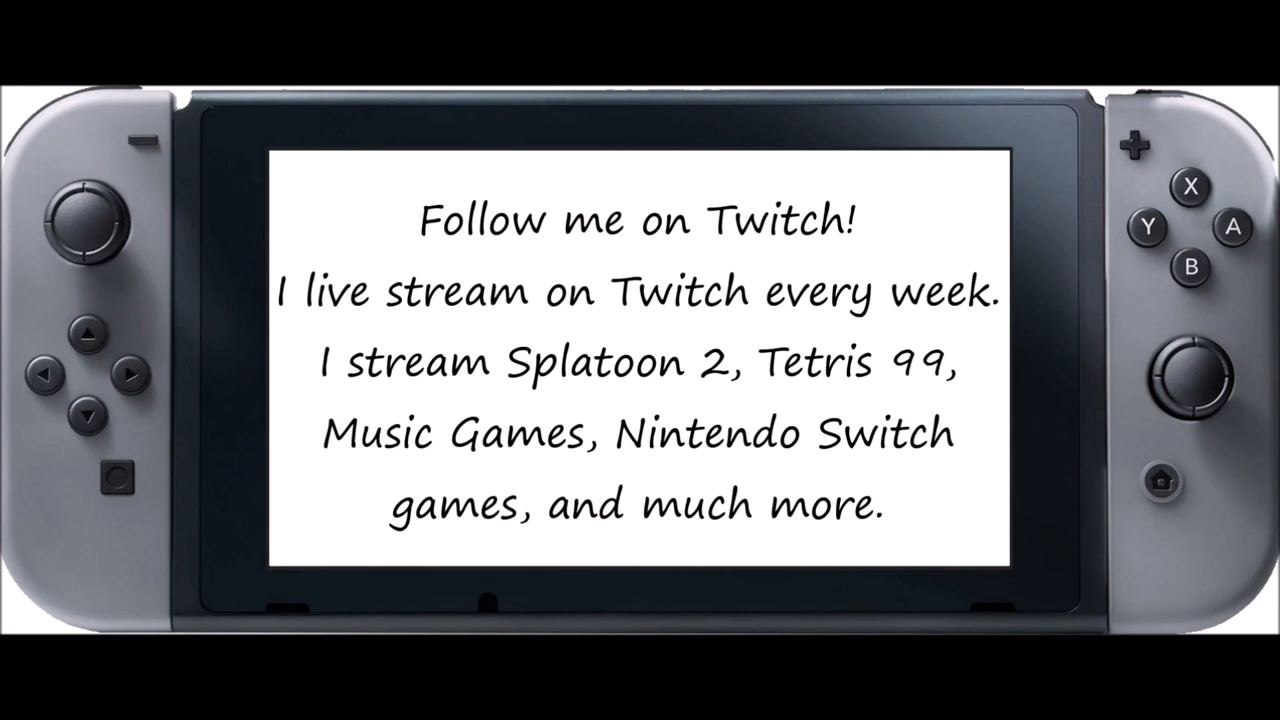 Follow me on Twitch!
I live stream on Twitch every week.
I stream Splatoon 2, Tetris 99,
Music Games, Nintendo Switch
games, and much more.
X
Y A
B